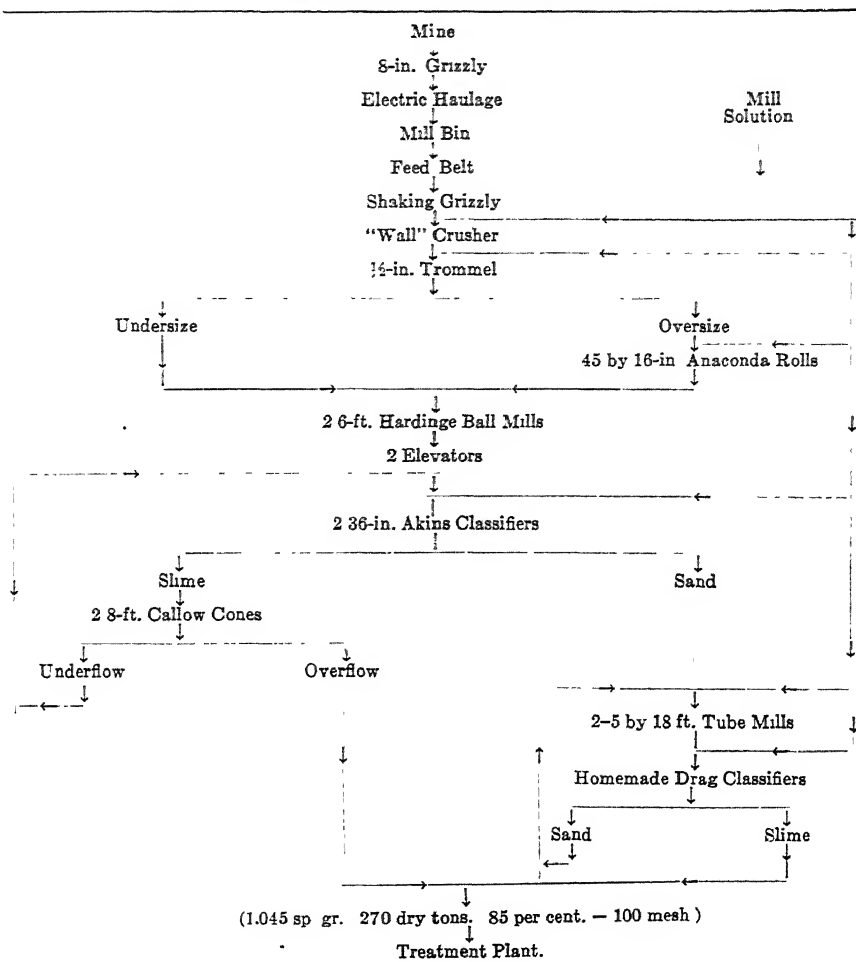 Mine
8-in. Grizzly
Electric Haulage
Mill
Solution
Mill Bin
Feed Belt
Shaking Grizzly
"Wall" Crusher
½-in. Trommel
Undersize Oversize
45 by 16-in Anaconda Rolls
2 6-ft. Hardinge Ball Mills
2 Elevators
2 36-in. Akins Classifiers
Slime Sand
2 8-ft. Callow Cones
Underflow Overflow
2-5 by 18 ft. Tube Mills
Homemade Drag Classifiers
Sand Slime
(1.045 sp gr. 270 dry tons. 85 per cent. – 100 mesh)
Treatment Plant.